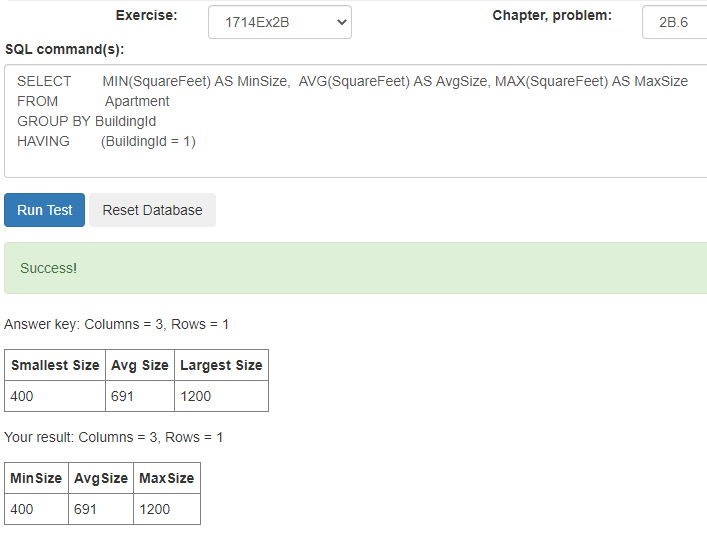 Exercise: 1714Ex2B Chapter, problem: 2B.6
SQL command(s):
SELECT MIN(SquareFeet) AS MinSize, AVG(SquareFeet) AS AvgSize, MAX(SquareFeet) AS MaxSize
FROM Apartment
GROUP BY BuildingId
HAVING (BuildingId = 1)
Run Test Reset Database
Success!
Answer key: Columns = 3, Rows = 1
Smallest Size Avg Size Largest Size
400 691 1200
Your result: Columns = 3, Rows = 1
MinSize AvgSize MaxSize
400 691 1200